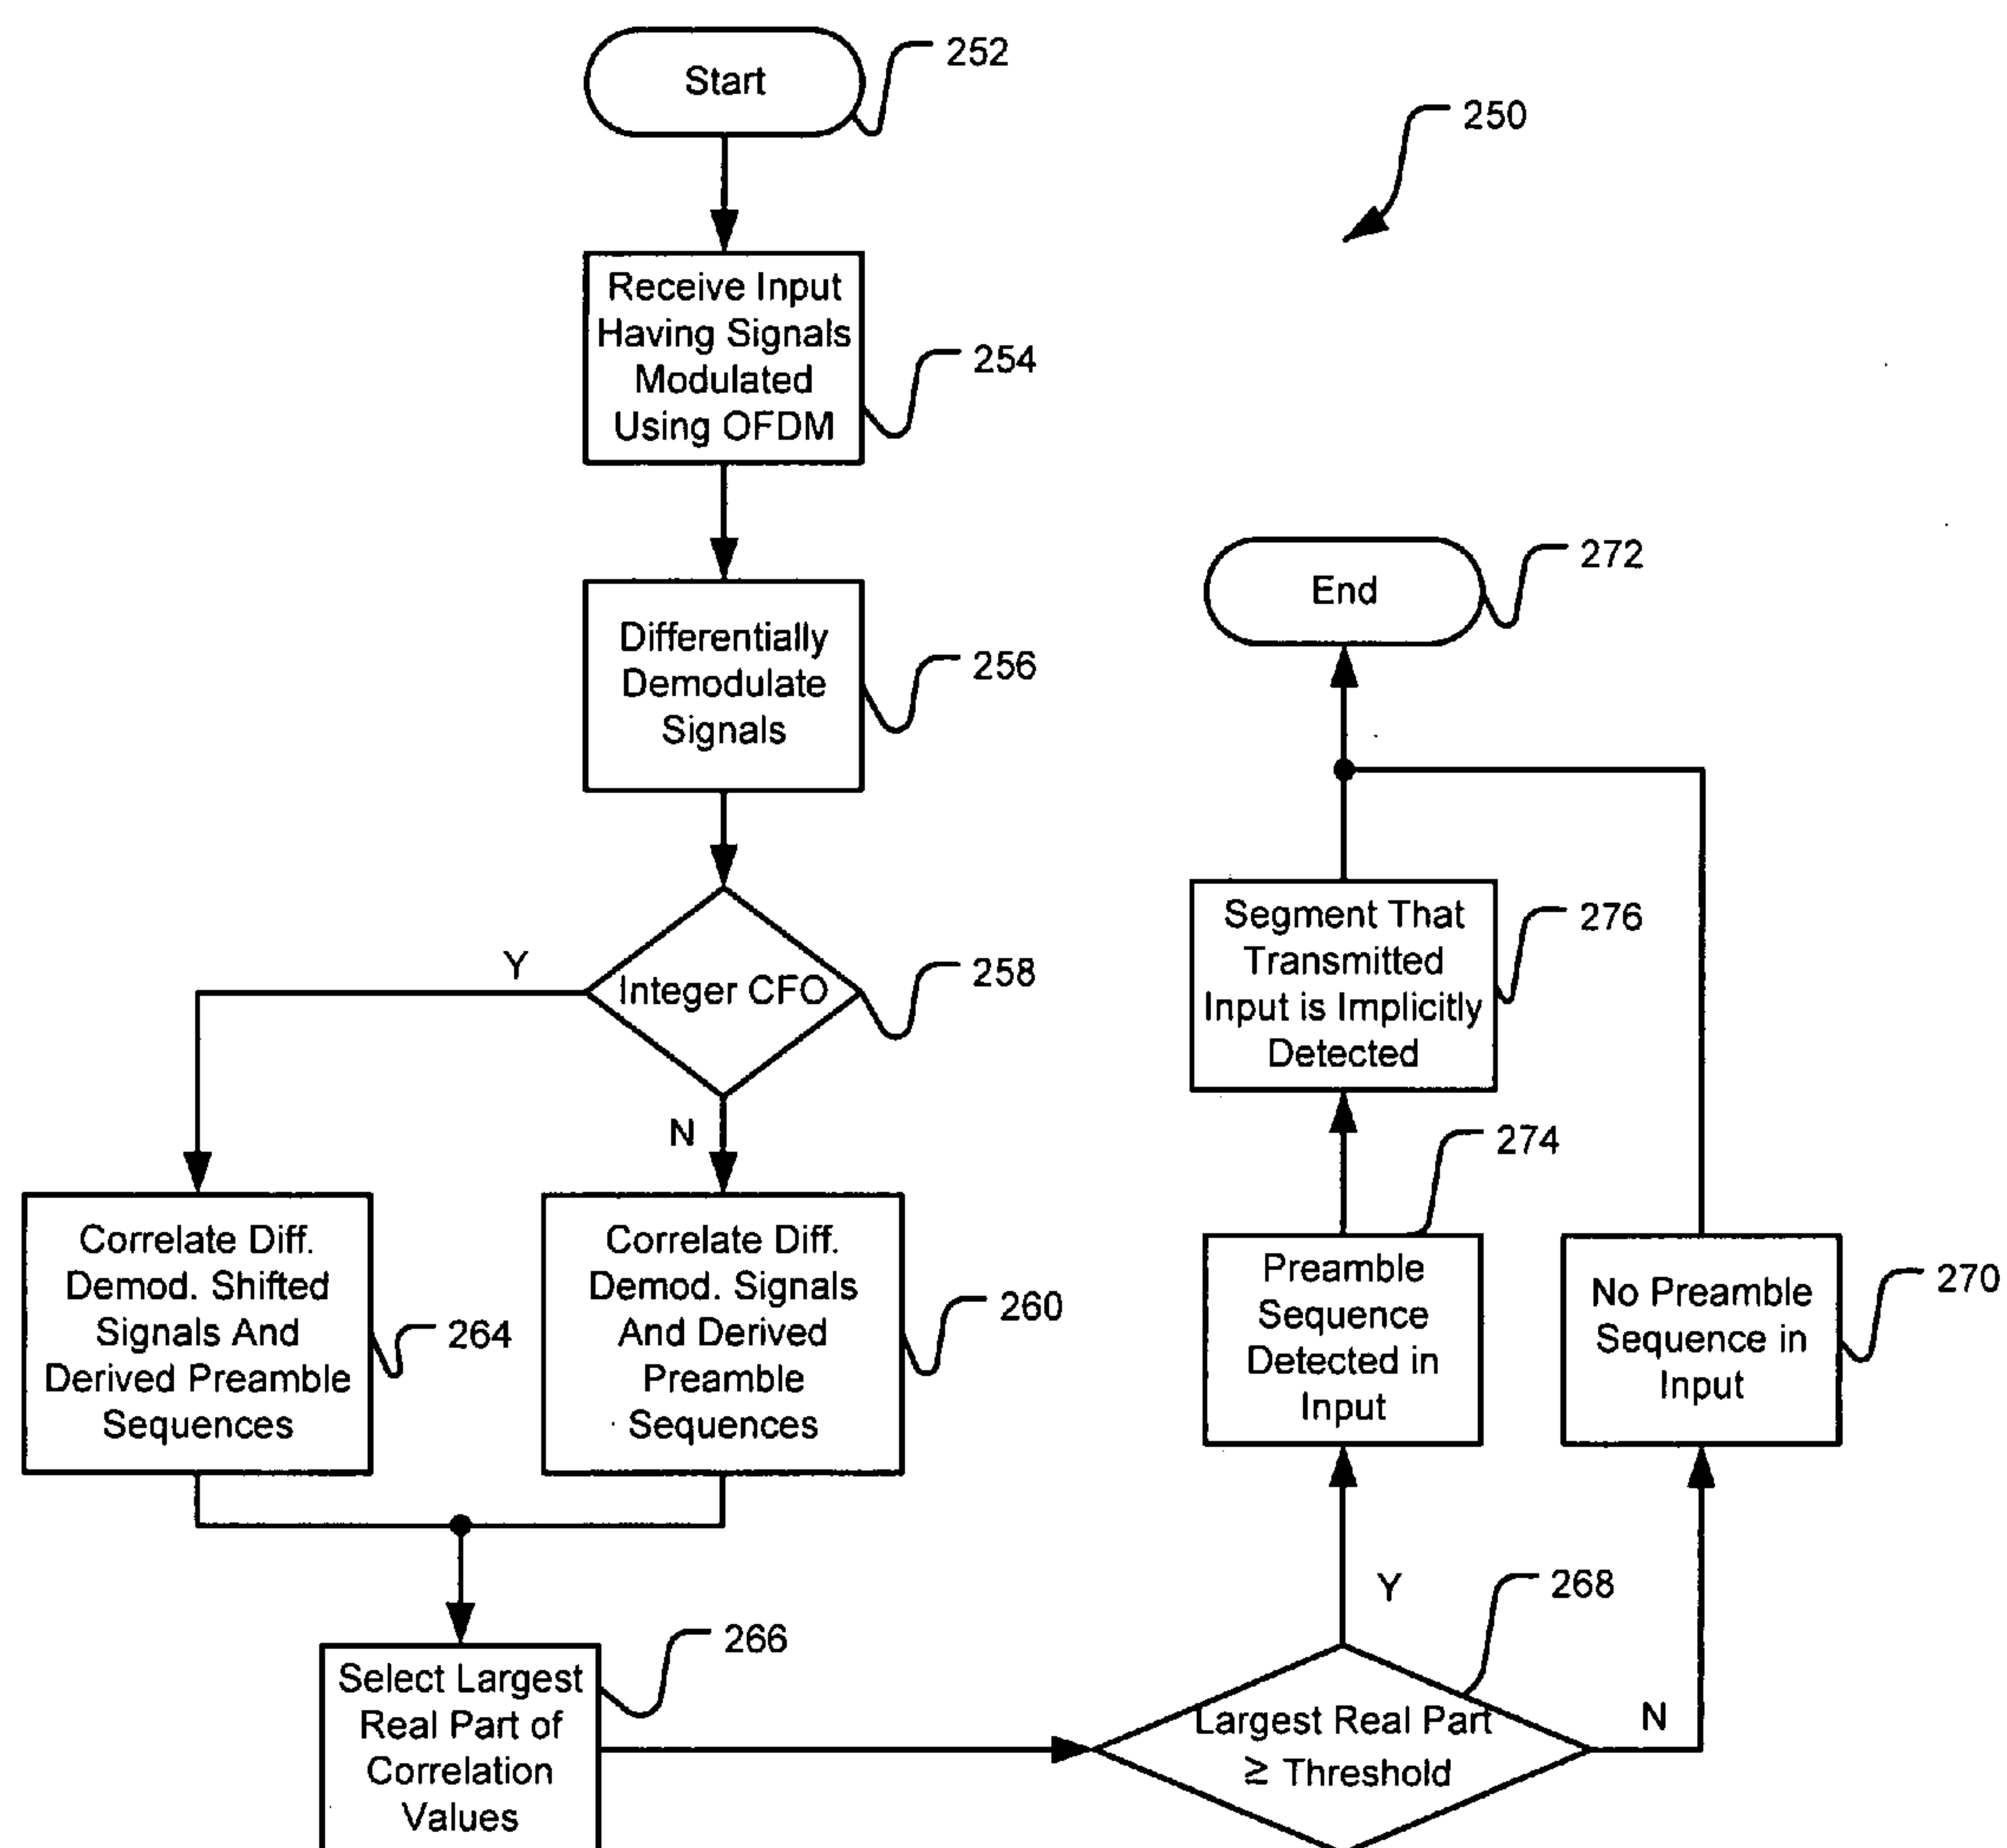 Start
252
250
Receive Input
Having Signals
Modulated
Using OFDM
254
Differentially
Demodulate
Signals
256
End
272
Integer CFO
258
Y
N
Segment That
Transmitted
Input is Implicitly
Detected
276
Correlate Diff.
Demod. Shifted
Signals And
Derived Preamble
Sequences
264
Correlate Diff.
Demod. Signals
And Derived
Preamble
Sequences
260
Preamble
Sequence
Detected in
Input
274
No Preamble
Sequence in
Input
270
Select Largest
Real Part of
Correlation
Values
266
Largest Real Part
≥ Threshold
268
Y
N